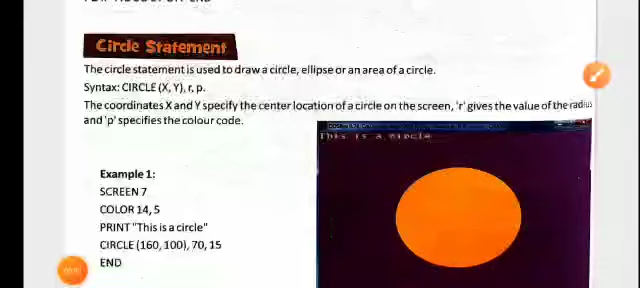 Circle Statement
The circle statement is used to draw a circle, ellipse or an area of a circle.
Syntax: CIRCLE (X, Y), r, p.
The coordinates X and Y specify the center location of a circle on the screen, 'r' gives the value of the radius
and 'p' specifies the colour code.
This is a circle
Example 1:
SCREEN 7
COLOR 14, 5
PRINT "This is a circle"
CIRCLE (160, 100), 70, 15
END